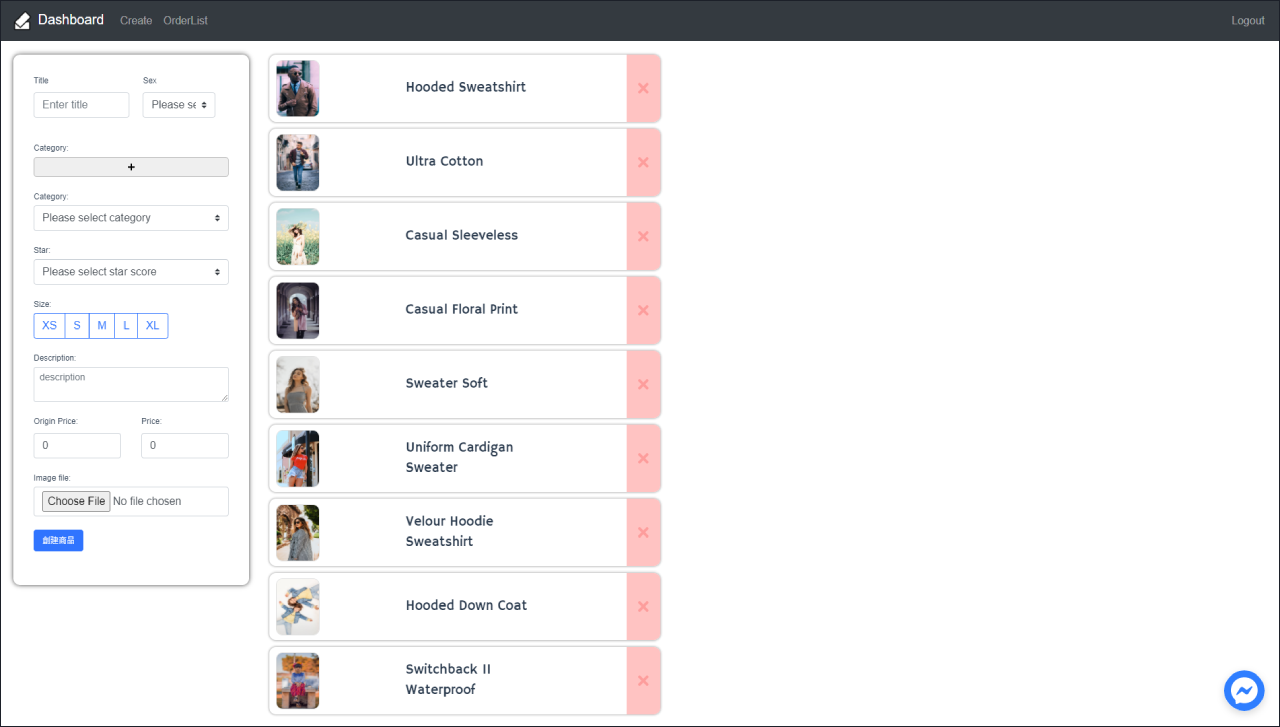 Dashboard Create OrderList Logout
Title Sex
Enter title Please se
Category:
+
Category:
Please select category
Star:
Please select star score
Size:
XS S M L XL
Description:
description
Origin Price: Price:
0 0
Image file:
Choose File No file chosen
創建商品
Hooded Sweatshirt
Ultra Cotton
Casual Sleeveless
Casual Floral Print
Sweater Soft
Uniform Cardigan
Sweater
Velour Hoodie
Sweatshirt
Hooded Down Coat
Switchback II
Waterproof